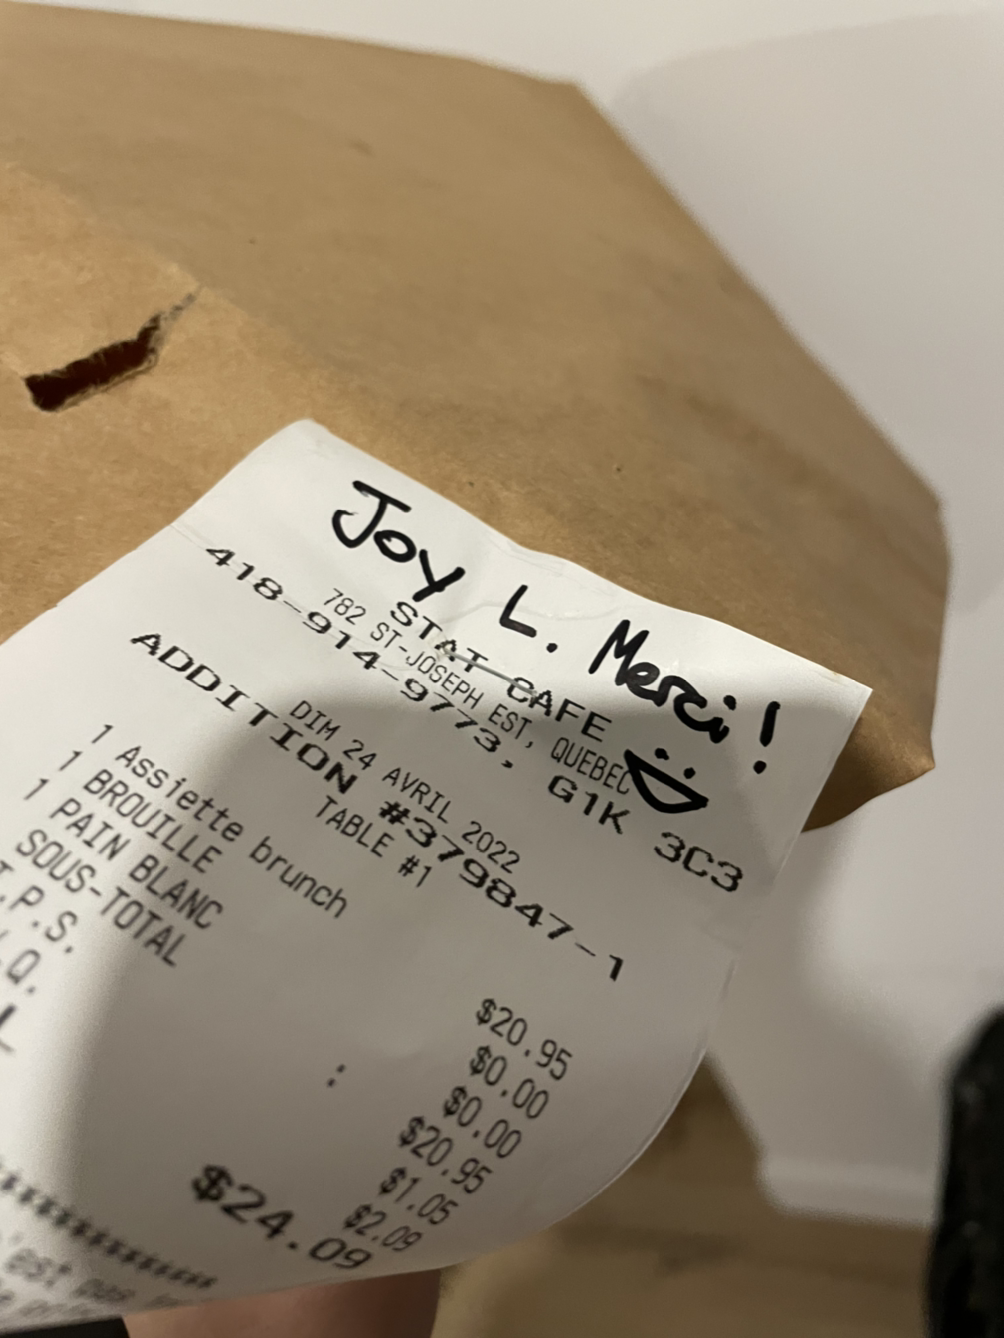 Joy L. Merci!
STAT CAFE
782 ST-JOSEPH EST, QUEBEC
418-914-9773, G1K 3C3
DIM 24 AVRIL 2022
ADDITION #379847-1
TABLE #1
1 Assiette brunch $20.95
1 BROUILLE $0.00
1 PAIN BLANC $0.00
SOUS-TOTAL $20.95
.P.S. $1.05
.Q. : $2.09
L $24.09
'est pas